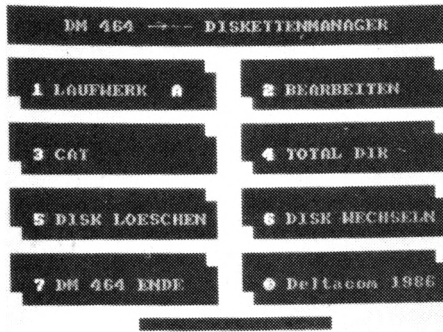 DM 464 ---- DISKETTENMANAGER
1 LAUFWERK A
2 BEARBEITEN
3 CAT
4 TOTAL DIR
5 DISK LOESCHEN
6 DISK WECHSELN
7 DM 464 ENDE
© Deltacom 1986